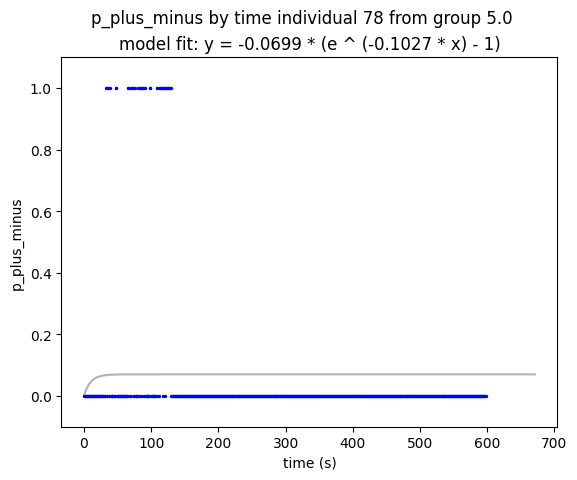 p_plus_minus by time individual 78 from group 5.0
model fit: y = -0.0699 * (e ^ (-0.1027 * x) - 1)
p_plus_minus
1.0
0.8
0.6
0.4
0.2
0.0
0 100 200 300 400 500 600 700
time (s)